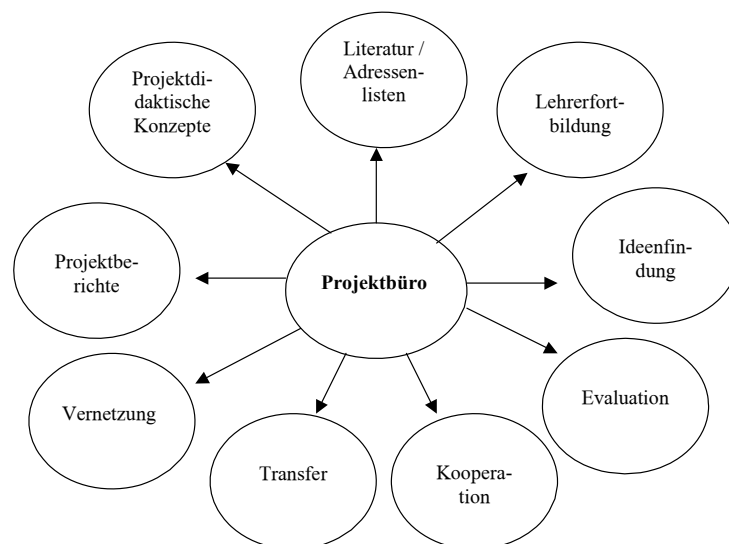 Literatur /
Adressen-
listen
Projektdi-
daktische
Konzepte
Lehrerfort-
bildung
Projektbe-
richte
Projektbüro
Ideenfin-
dung
Vernetzung
Evaluation
Transfer
Koopera-
tion